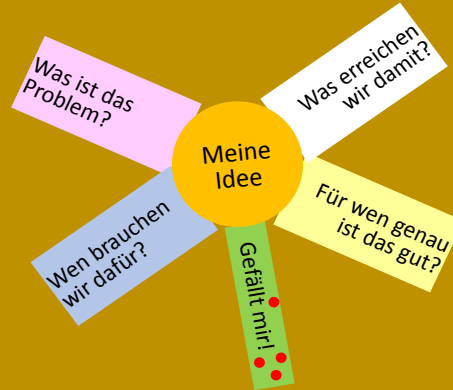 Was ist das
Problem?
Was erreichen
wir damit?
Meine
Idee
Für wen genau
ist das gut?
Wen brauchen
wir dafür?
Gefällt mir!